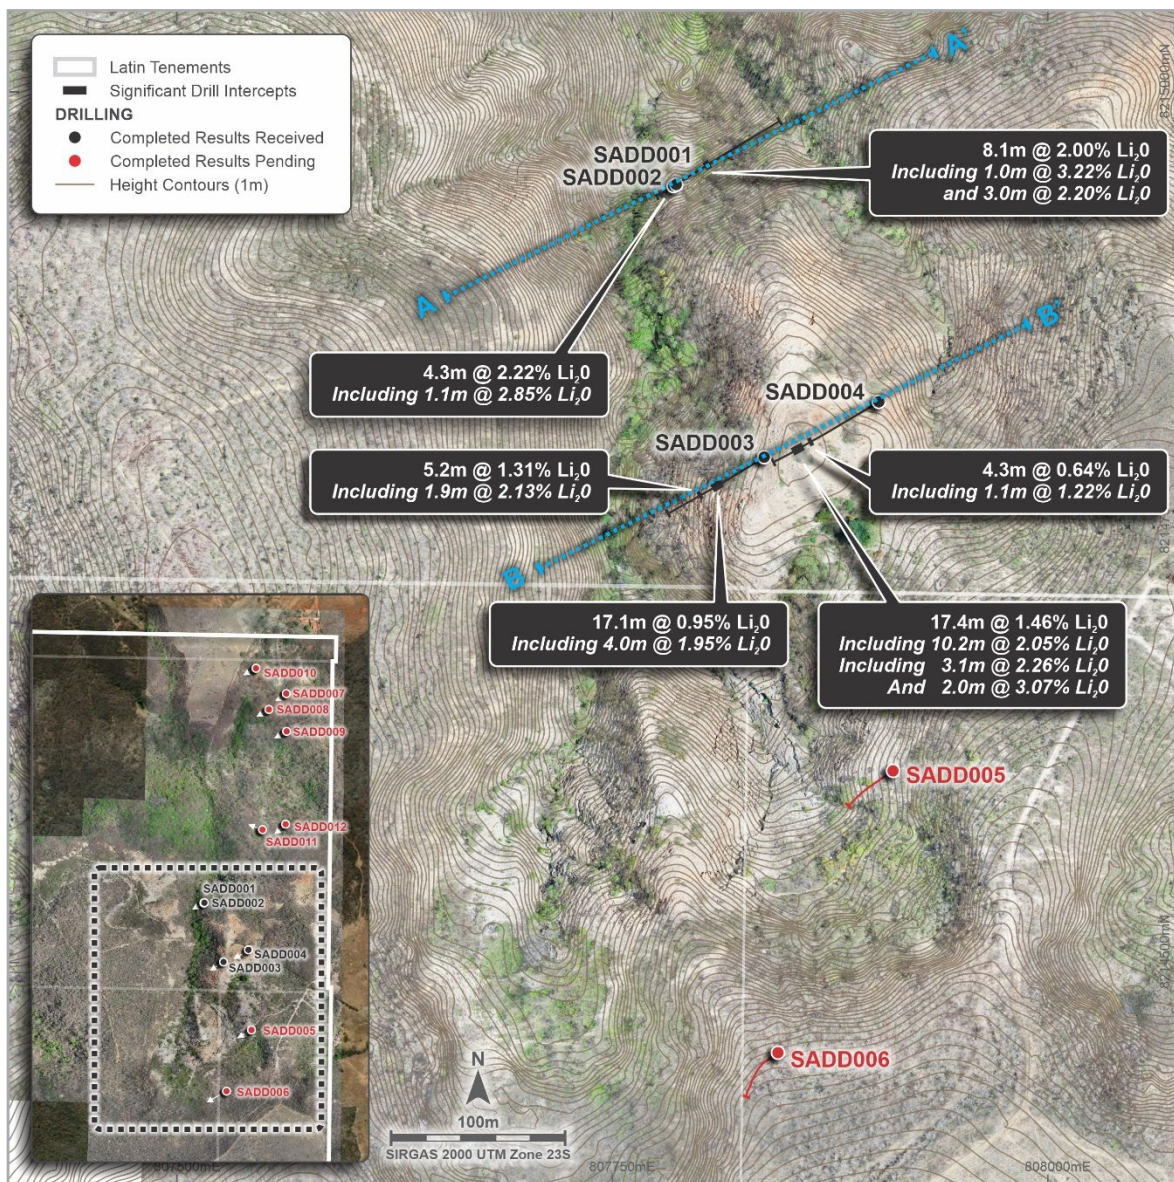 Latin Tenements
Significant Drill Intercepts
DRILLING
Completed Results Received
Completed Results Pending
Height Contours (1m)
A'
SADD001
SADD002
8.1m @ 2.00% Li₂0
Including 1.0m @ 3.22% Li₂0
and 3.0m @ 2.20% Li₂0
A
B'
4.3m @ 2.22% Li₂0
Including 1.1m @ 2.85% Li₂0
SADD004
SADD003
5.2m @ 1.31% Li₂0
Including 1.9m @ 2.13% Li₂0
4.3m @ 0.64% Li₂0
Including 1.1m @ 1.22% Li₂0
B
17.1m @ 0.95% Li₂0
Including 4.0m @ 1.95% Li₂0
17.4m @ 1.46% Li₂0
Including 10.2m @ 2.05% Li₂0
Including 3.1m @ 2.26% Li₂0
And 2.0m @ 3.07% Li₂0
SADD010
SADD007
SADD008
SADD009
SADD012
SADD011
SADD001
SADD002
SADD004
SADD003
SADD005
SADD006
SADD005
SADD006
N
100m
SIRGAS 2000 UTM Zone 23S
807500mE
807750mE
808000mE